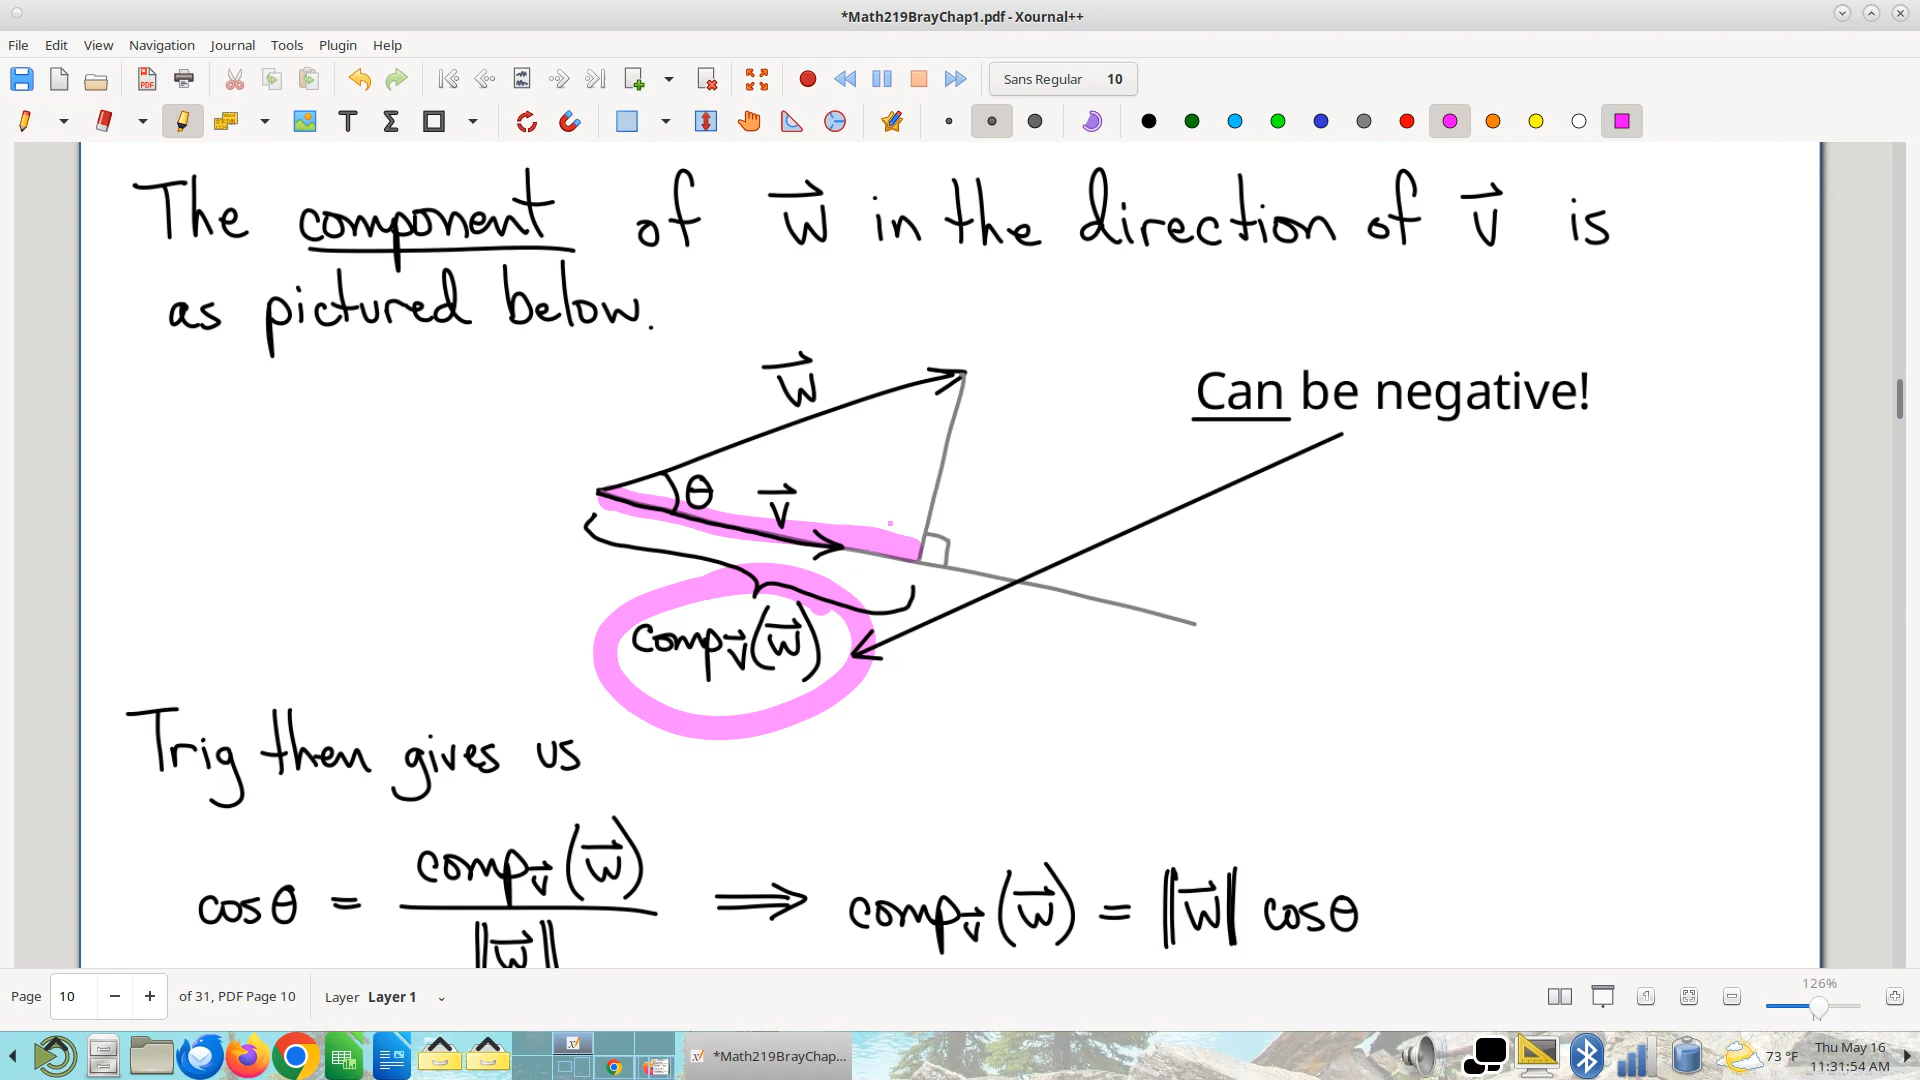 *Math219BrayChap1.pdf - Xournal++
File Edit View Navigation Journal Tools Plugin Help
Sans Regular 10
The component of w⃗ in the direction of v⃗ is
as pictured below.
w⃗
Can be negative!
θ
v⃗
comp_v⃗(w⃗)
Trig then gives us
cosθ = comp_v⃗(w⃗) / ‖w⃗‖ ⟹ comp_v⃗(w⃗) = ‖w⃗‖ cosθ
126%
Page 10 of 31, PDF Page 10 Layer Layer 1
*Math219BrayChap...
73 °F
Thu May 16
11:31:54 AM